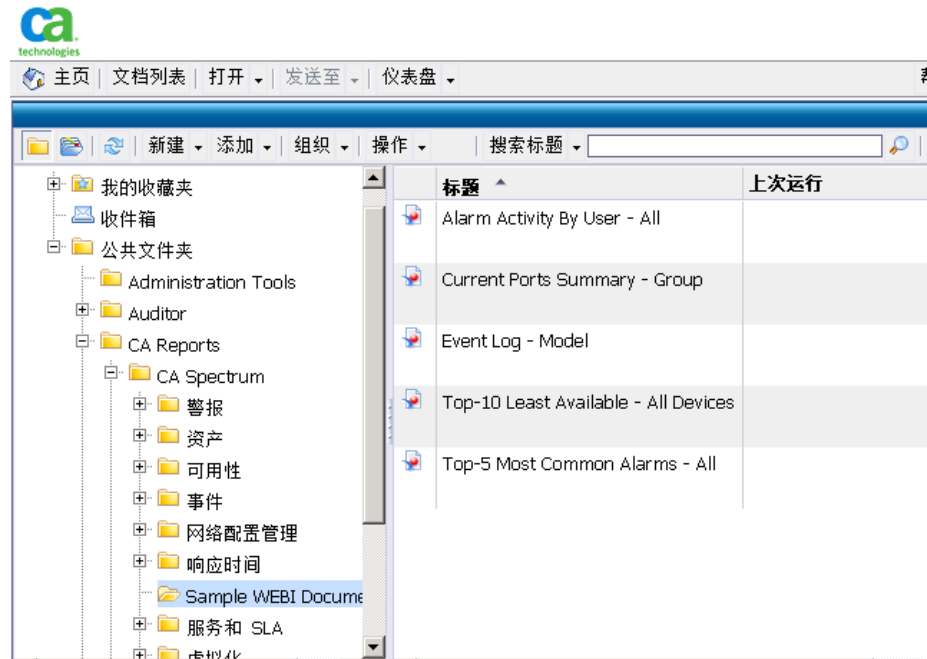 ca
technologies
主页 文档列表 打开 发送至 仪表盘
新建 添加 组织 操作 搜索标题
标题 上次运行
我的收藏夹
收件箱
公共文件夹
Administration Tools
Auditor
CA Reports
CA Spectrum
警报
资产
可用性
事件
网络配置管理
响应时间
Sample WEBI Docume
服务和 SLA
虚拟化
Alarm Activity By User - All
Current Ports Summary - Group
Event Log - Model
Top-10 Least Available - All Devices
Top-5 Most Common Alarms - All